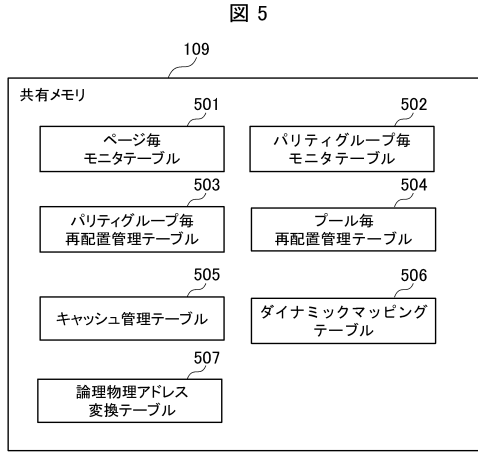 図 5
109
共有メモリ
501
ページ毎
モニタテーブル
502
パリティグループ毎
モニタテーブル
503
パリティグループ毎
再配置管理テーブル
504
プール毎
再配置管理テーブル
505
キャッシュ管理テーブル
506
ダイナミックマッピング
テーブル
507
論理物理アドレス
変換テーブル